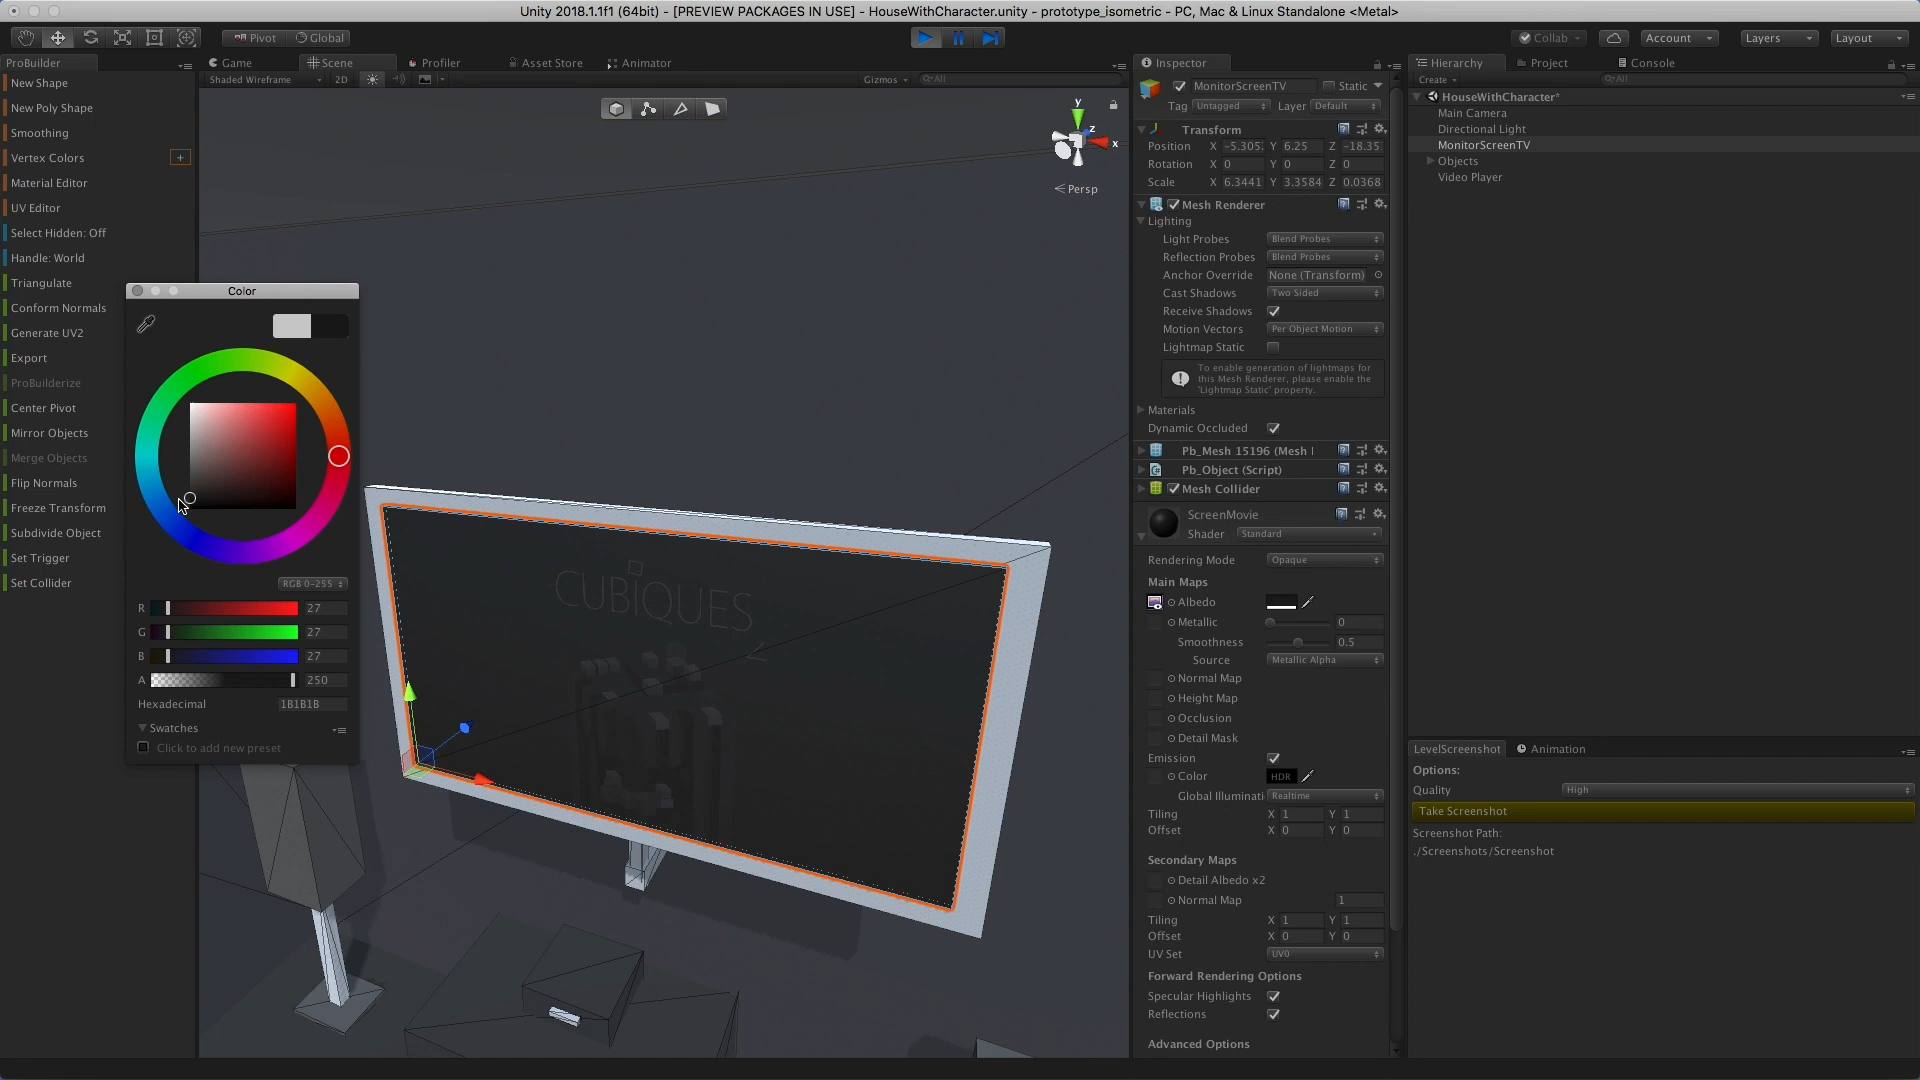 Unity 2018.1.1f1 (64bit) - [PREVIEW PACKAGES IN USE] - HouseWithCharacter.unity - prototype_isometric - PC, Mac & Linux Standalone <Metal>
Pivot Global
Collab Account Layers Layout
ProBuilder
Game Scene Profiler Asset Store Animator
Shaded Wireframe 2D Gizmos All
New Shape
New Poly Shape
Smoothing
Vertex Colors +
Material Editor
UV Editor
Select Hidden: Off
Handle: World
Triangulate
Conform Normals
Generate UV2
Export
ProBuilderize
Center Pivot
Mirror Objects
Merge Objects
Flip Normals
Freeze Transform
Subdivide Object
Set Trigger
Set Collider
Color
RGB 0-255
R 27
G 27
B 27
A 250
Hexadecimal 1B1B1B
Swatches
Click to add new preset
y
z
x
Persp
CUBiQUES
Inspector
MonitorScreenTV Static
Tag Untagged Layer Default
Transform
Position X -5.305 Y 6.25 Z -18.35
Rotation X 0 Y 0 Z 0
Scale X 6.3441 Y 3.3584 Z 0.0368
Mesh Renderer
Lighting
Light Probes Blend Probes
Reflection Probes Blend Probes
Anchor Override None (Transform)
Cast Shadows Two Sided
Receive Shadows
Motion Vectors Per Object Motion
Lightmap Static
To enable generation of lightmaps for
this Mesh Renderer, please enable the
'Lightmap Static' property.
Materials
Dynamic Occluded
Pb_Mesh 15196 (Mesh
Pb_Object (Script)
Mesh Collider
ScreenMovie
Shader Standard
Rendering Mode Opaque
Main Maps
Albedo
Metallic 0
Smoothness 0.5
Source Metallic Alpha
Normal Map
Height Map
Occlusion
Detail Mask
Emission
Color HDR
Global Illuminati Realtime
Tiling X 1 Y 1
Offset X 0 Y 0
Secondary Maps
Detail Albedo x2
Normal Map 1
Tiling X 1 Y 1
Offset X 0 Y 0
UV Set UV0
Forward Rendering Options
Specular Highlights
Reflections
Advanced Options
Hierarchy Project Console
Create All
HouseWithCharacter*
Main Camera
Directional Light
MonitorScreenTV
Objects
Video Player
LevelScreenshot Animation
Options:
Quality High
Take Screenshot
Screenshot Path:
./Screenshots/Screenshot